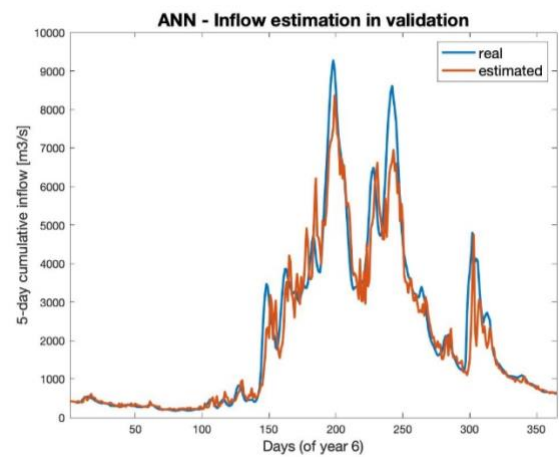 ANN - Inflow estimation in validation
real
estimated
5-day cumulative inflow [m3/s]
10000
9000
8000
7000
6000
5000
4000
3000
2000
1000
0
50 100 150 200 250 300 350
Days (of year 6)